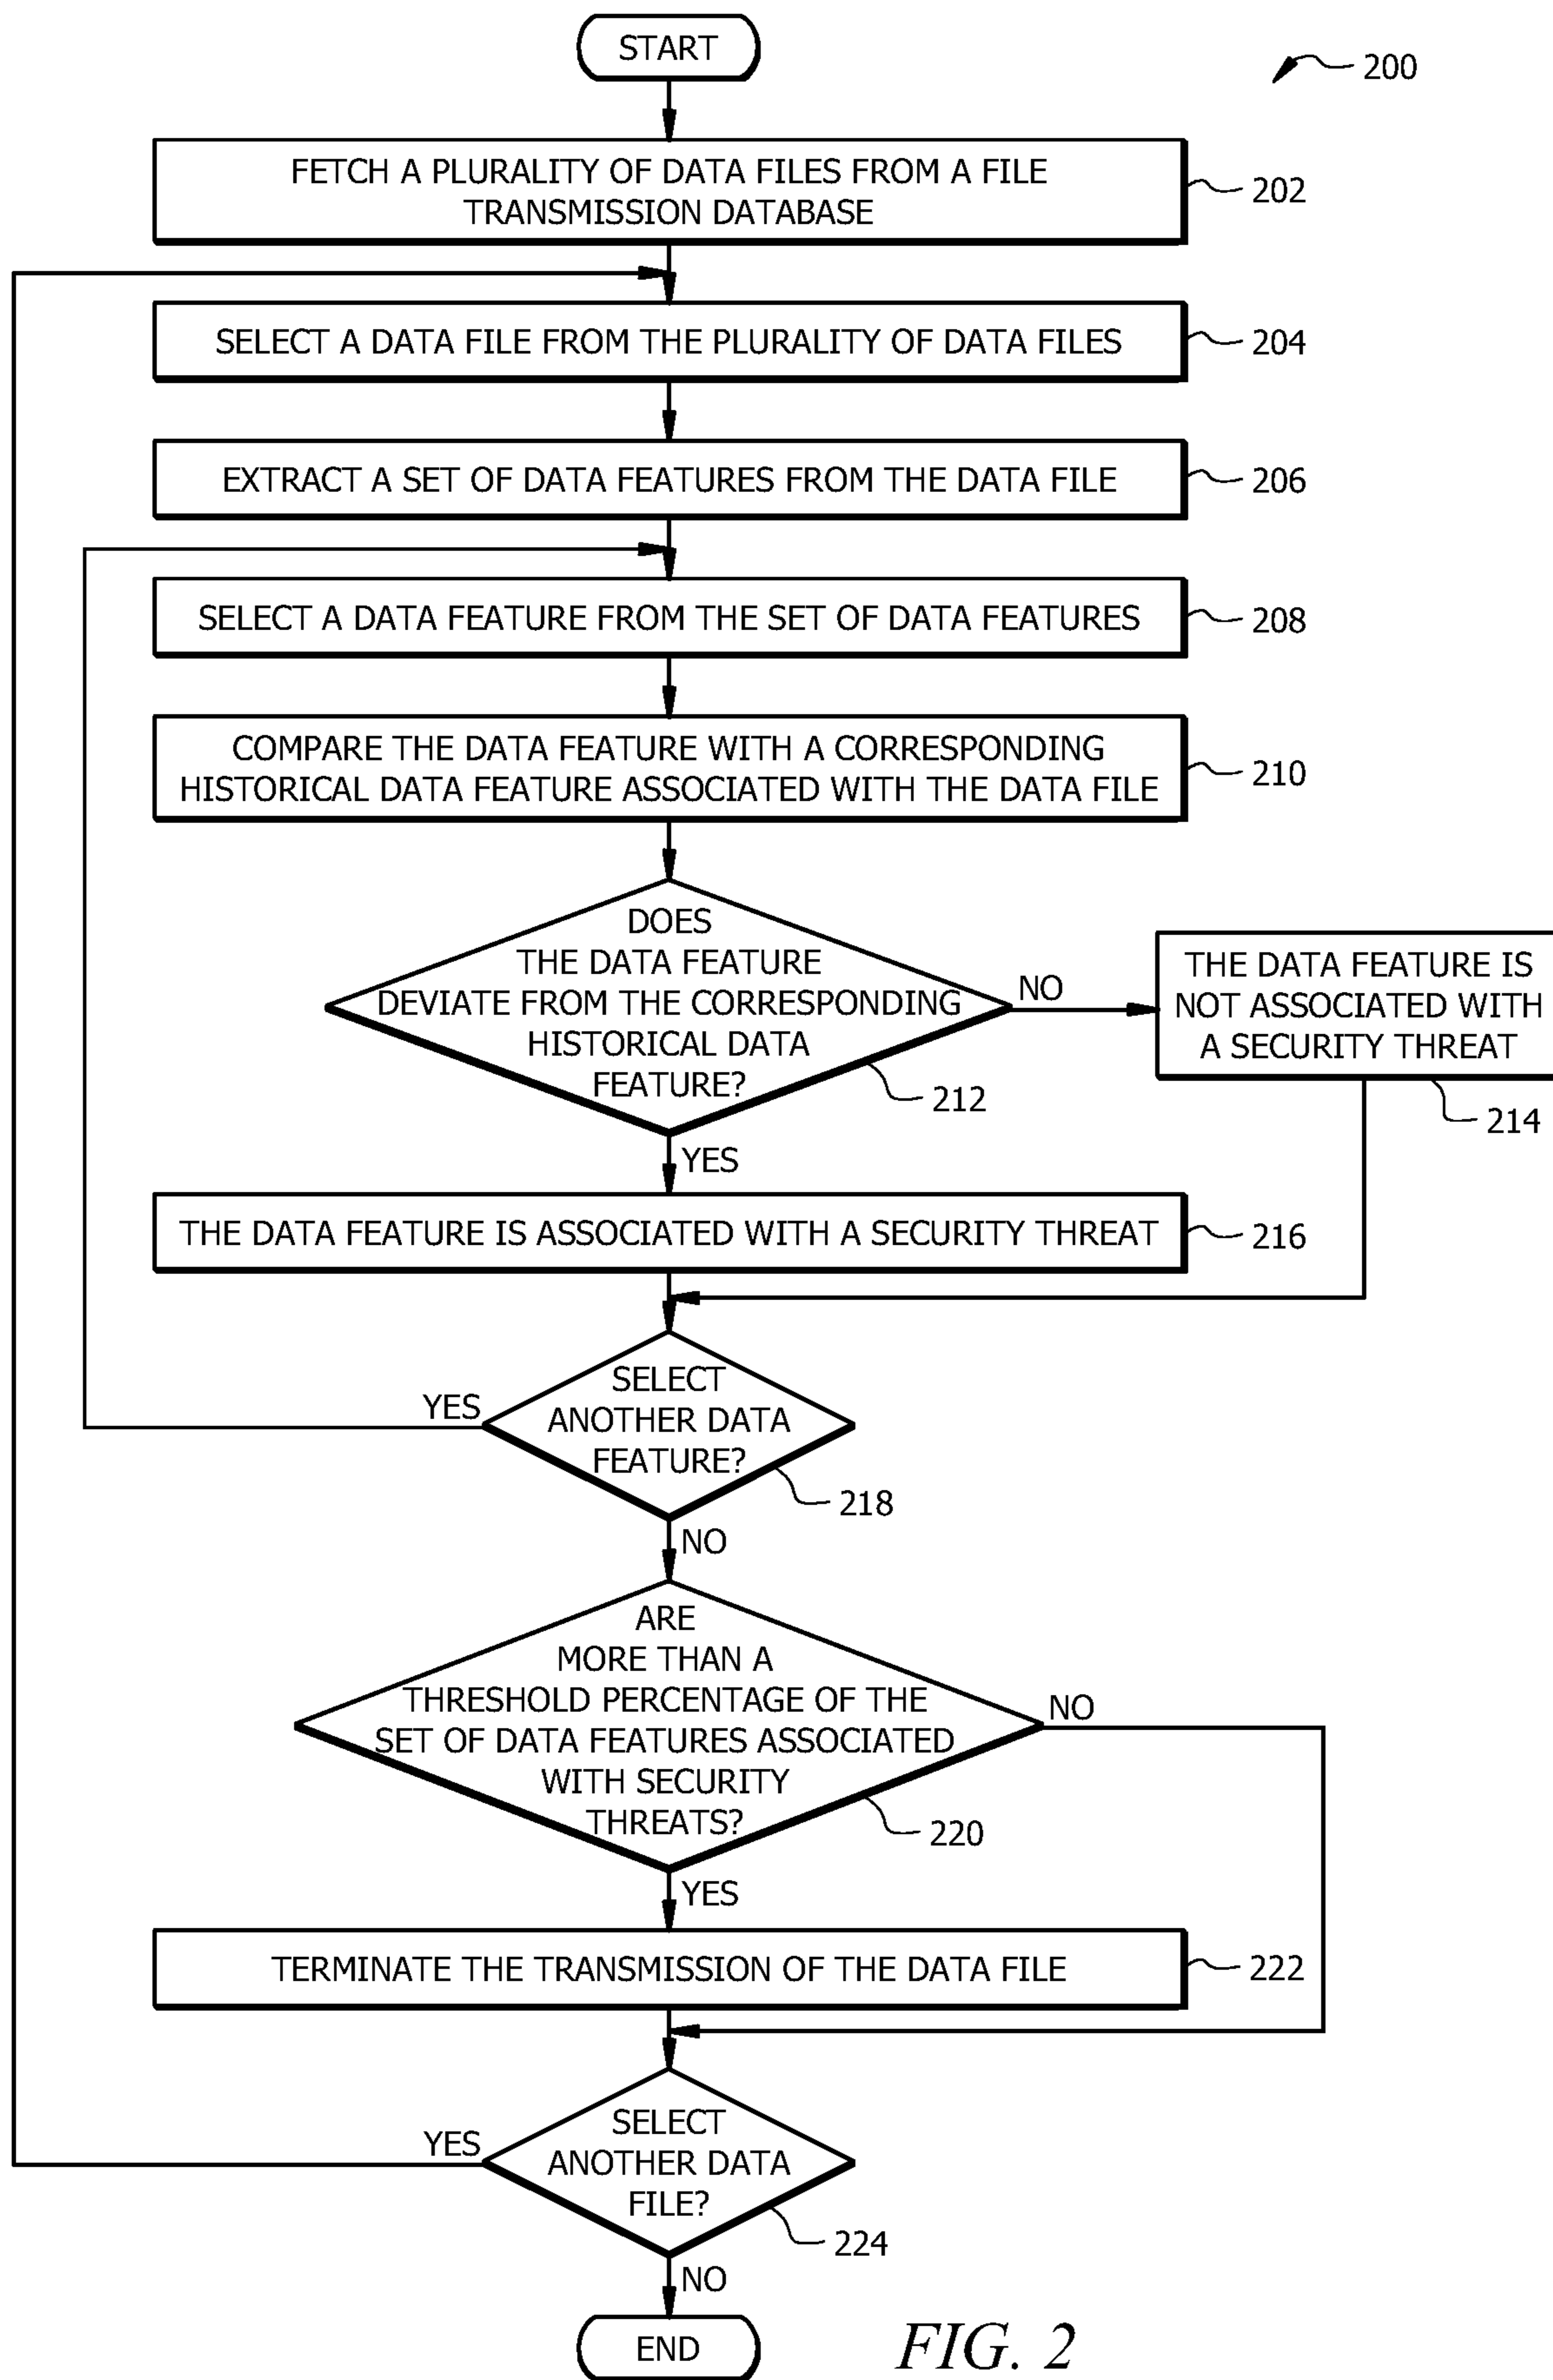 START
200
FETCH A PLURALITY OF DATA FILES FROM A FILE
TRANSMISSION DATABASE
202
SELECT A DATA FILE FROM THE PLURALITY OF DATA FILES
204
EXTRACT A SET OF DATA FEATURES FROM THE DATA FILE
206
SELECT A DATA FEATURE FROM THE SET OF DATA FEATURES
208
COMPARE THE DATA FEATURE WITH A CORRESPONDING
HISTORICAL DATA FEATURE ASSOCIATED WITH THE DATA FILE
210
DOES
THE DATA FEATURE
DEVIATE FROM THE CORRESPONDING
HISTORICAL DATA
FEATURE?
212
NO
THE DATA FEATURE IS
NOT ASSOCIATED WITH
A SECURITY THREAT
214
YES
THE DATA FEATURE IS ASSOCIATED WITH A SECURITY THREAT
216
SELECT
ANOTHER DATA
FEATURE?
YES
218
NO
ARE
MORE THAN A
THRESHOLD PERCENTAGE OF THE
SET OF DATA FEATURES ASSOCIATED
WITH SECURITY
THREATS?
NO
220
YES
TERMINATE THE TRANSMISSION OF THE DATA FILE
222
SELECT
ANOTHER DATA
FILE?
YES
224
NO
END
FIG. 2